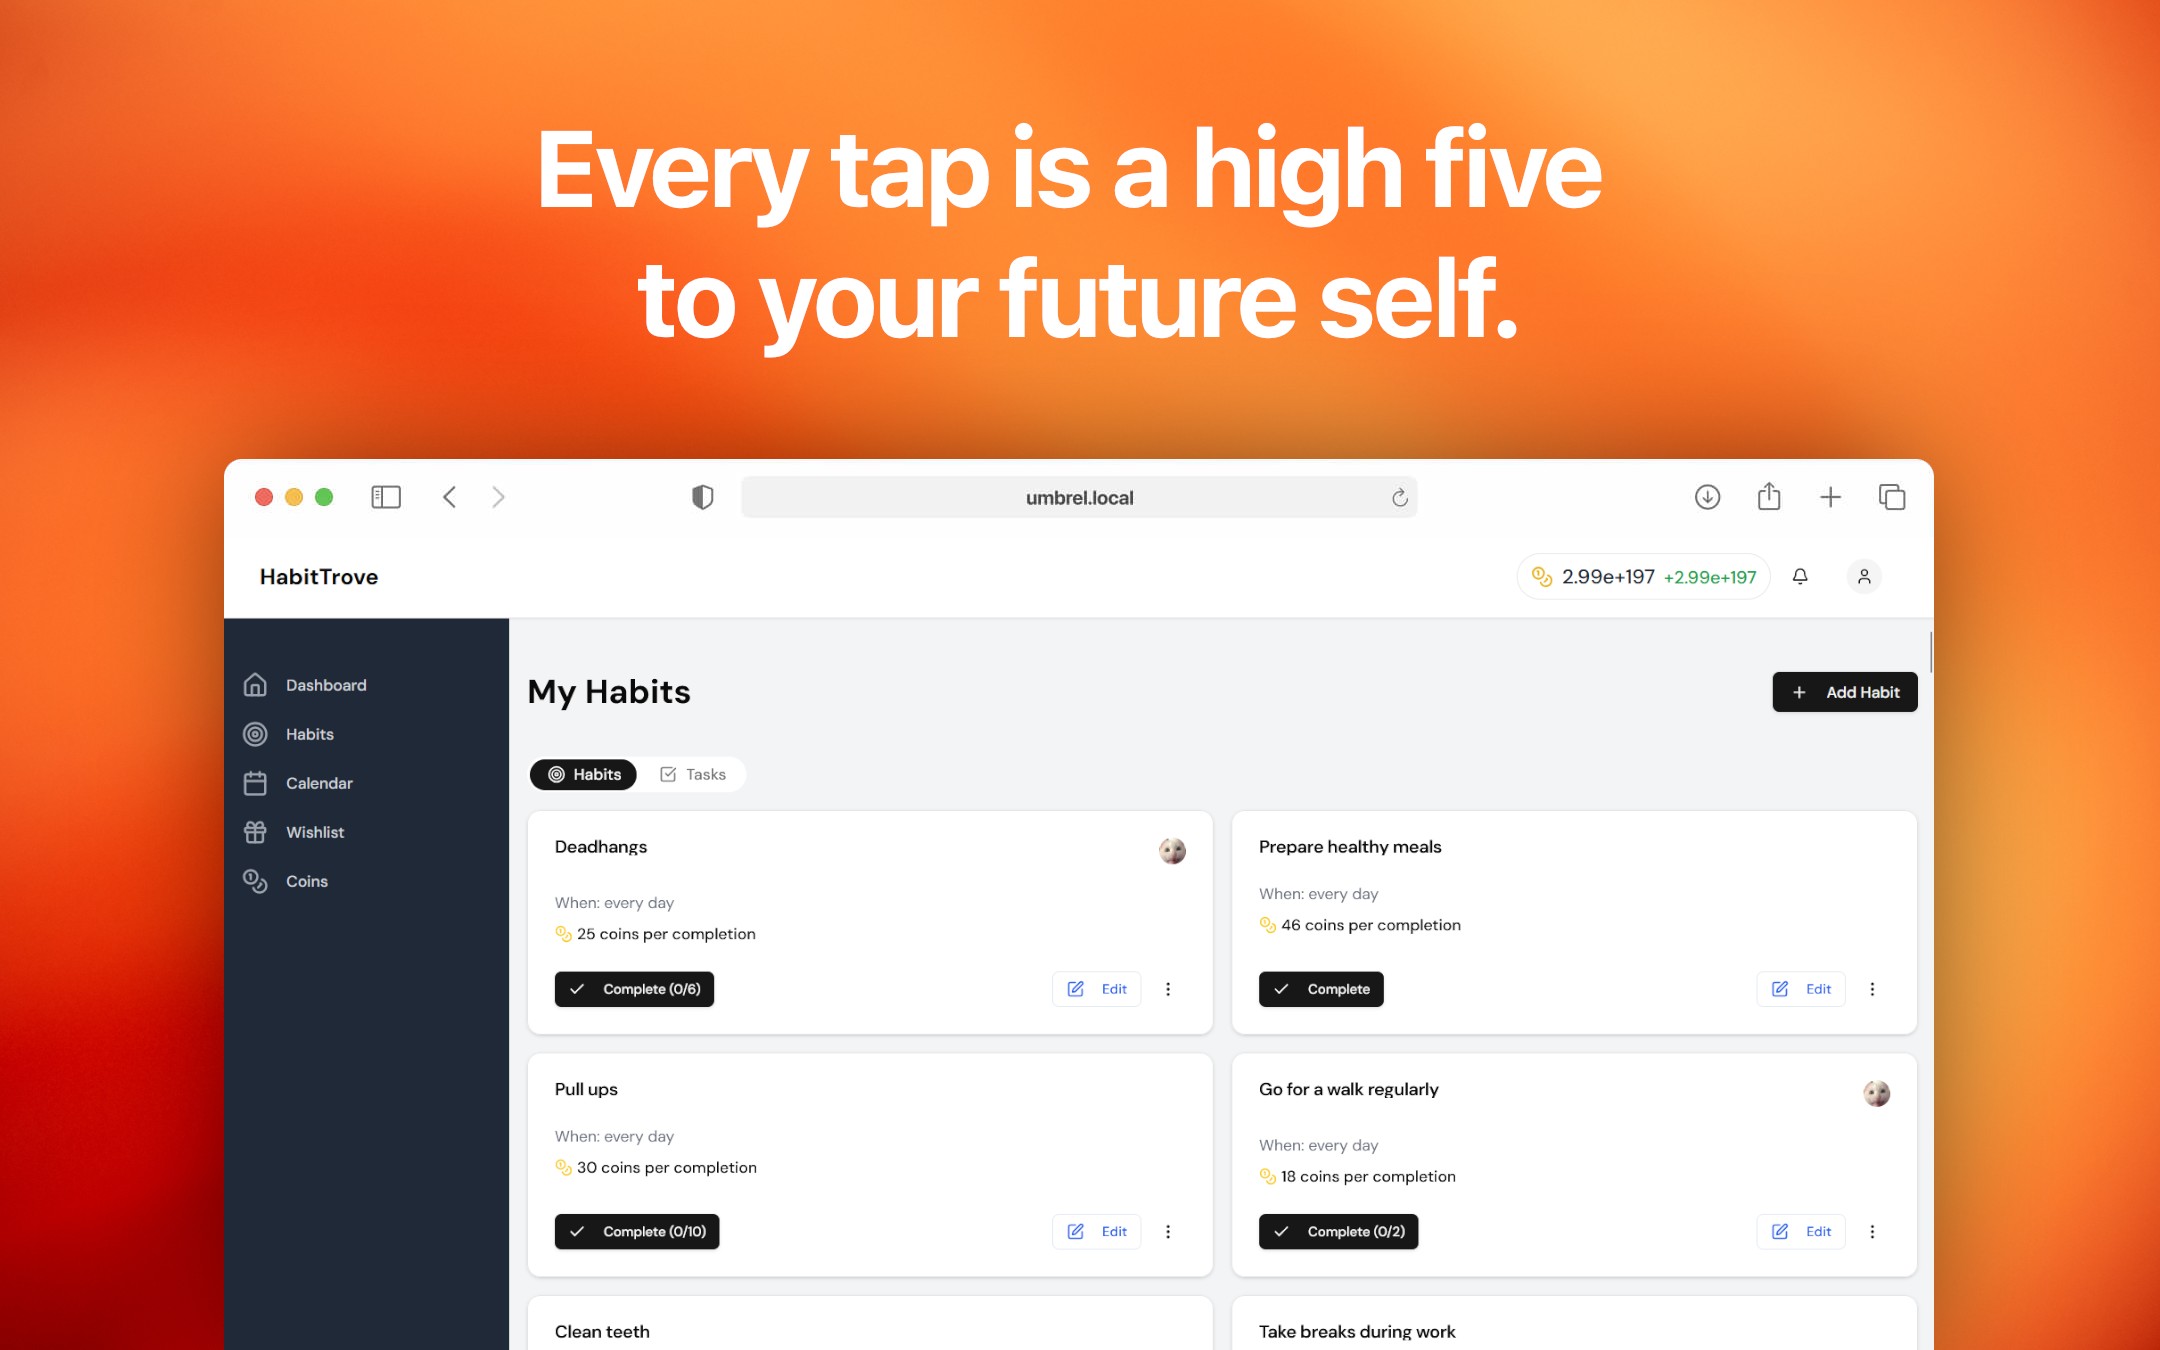 Every tap is a high five
to your future self.
umbrel.local
HabitTrove
2.99e+197 +2.99e+197
Dashboard
Habits
Calendar
Wishlist
Coins
My Habits
Add Habit
Habits
Tasks
Deadhangs
When: every day
25 coins per completion
Complete (0/6)
Edit
Prepare healthy meals
When: every day
46 coins per completion
Complete
Edit
Pull ups
When: every day
30 coins per completion
Complete (0/10)
Edit
Go for a walk regularly
When: every day
18 coins per completion
Complete (0/2)
Edit
Clean teeth
Take breaks during work